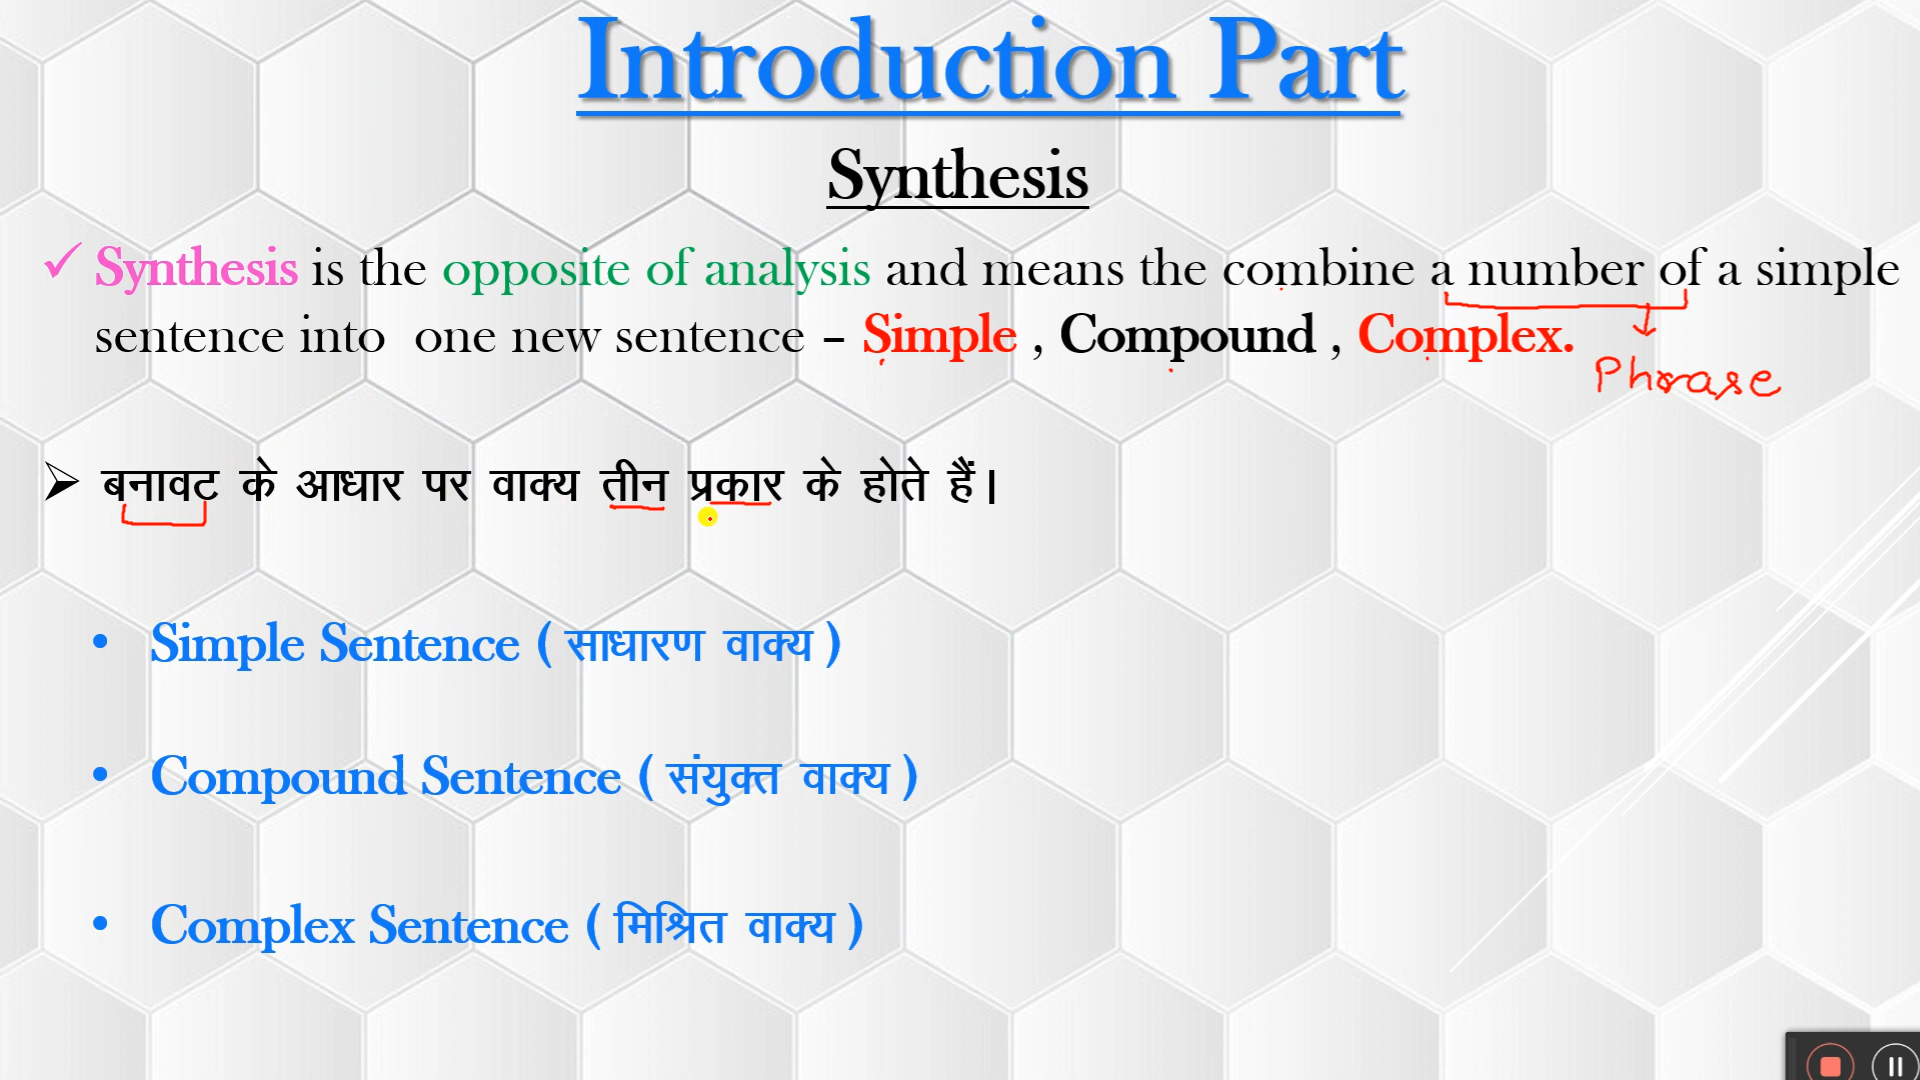 Introduction Part
Synthesis
✓ Synthesis is the opposite of analysis and means the combine a number of a simple
sentence into one new sentence – Simple , Compound , Complex.
Phrase
➢ बनावट के आधार पर वाक्य तीन प्रकार के होते हैं।
• Simple Sentence ( साधारण वाक्य )
• Compound Sentence ( संयुक्त वाक्य )
• Complex Sentence ( मिश्रित वाक्य )